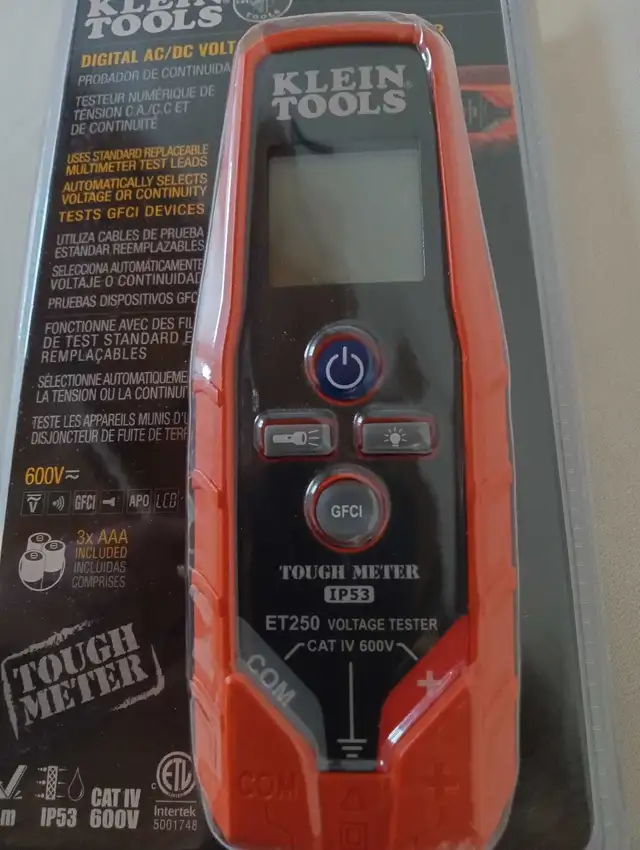 KLEIN
TOOLS
TOOLS
DIGITAL AC/DC VOLT
PROBADOR DE CONTINUIDA
TESTEUR NUMÉRIQUE DE
TENSION C.A./C.C ET
DE CONTINUITÉ
USES STANDARD REPLACEABLE
MULTIMETER TEST LEADS
AUTOMATICALLY SELECTS
VOLTAGE OR CONTINUITY
TESTS GFCI DEVICES
UTILIZA CABLES DE PRUEBA
ESTÁNDAR REEMPLAZABLES
SELECCIONA AUTOMÁTICAMENTE
VOLTAJE O CONTINUIDAD
PRUEBAS DISPOSITIVOS GFC
FONCTIONNE AVEC DES FIL
DE TEST STANDARD E
REMPLAÇABLES
SÉLECTIONNE AUTOMATIQUEME
LA TENSION OU LA CONTINUIT
TESTE LES APPAREILS MUNIS D'U
DISJONCTEUR DE FUITE DE TERR
600V
V GFCI APO LCD
3x AAA
INCLUDED
INCLUIDAS
COMPRISES
TOUGH
METER
m IP53 CAT IV
600V
C ETL
Intertek
5001748
KLEIN
TOOLS®
GFCI
TOUGH METER
IP53
ET250 VOLTAGE TESTER
CAT IV 600V
COM +
COM +